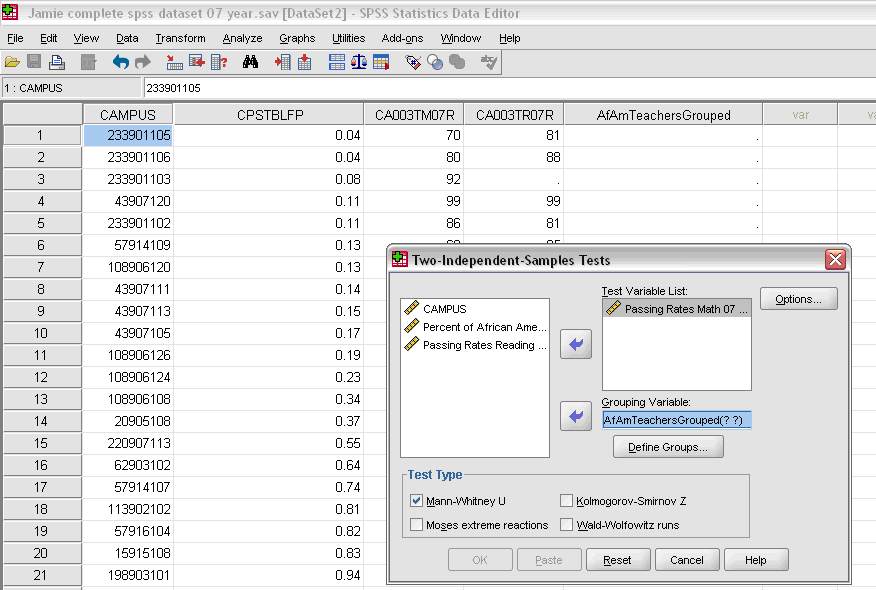 Jamie complete spss dataset 07 year.sav [DataSet2] - SPSS Statistics Data Editor
File Edit View Data Transform Analyze Graphs Utilities Add-ons Window Help
1 : CAMPUS 233901105
CAMPUS CPSTBLFP CA003TM07R CA003TR07R AfAmTeachersGrouped var
1 233901105 0.04 70 81 .
2 233901106 0.04 80 88 .
3 233901103 0.08 92 . .
4 43907120 0.11 99 99 .
5 233901102 0.11 86 81 .
6 57914109 0.13
7 108906120 0.13
8 43907111 0.14
9 43907113 0.15
10 43907105 0.17
11 108906126 0.19
12 108906124 0.23
13 108906108 0.34
14 20905108 0.37
15 220907113 0.55
16 62903102 0.64
17 57914107 0.74
18 113902102 0.81
19 57916104 0.82
20 15915108 0.83
21 198903101 0.94
Two-Independent-Samples Tests
Test Variable List:
CAMPUS
Percent of African Ame...
Passing Rates Reading ...
Passing Rates Math 07 ...
Options...
Grouping Variable:
AfAmTeachersGrouped(? ?)
Define Groups...
Test Type
Mann-Whitney U Kolmogorov-Smirnov Z
Moses extreme reactions Wald-Wolfowitz runs
OK Paste Reset Cancel Help